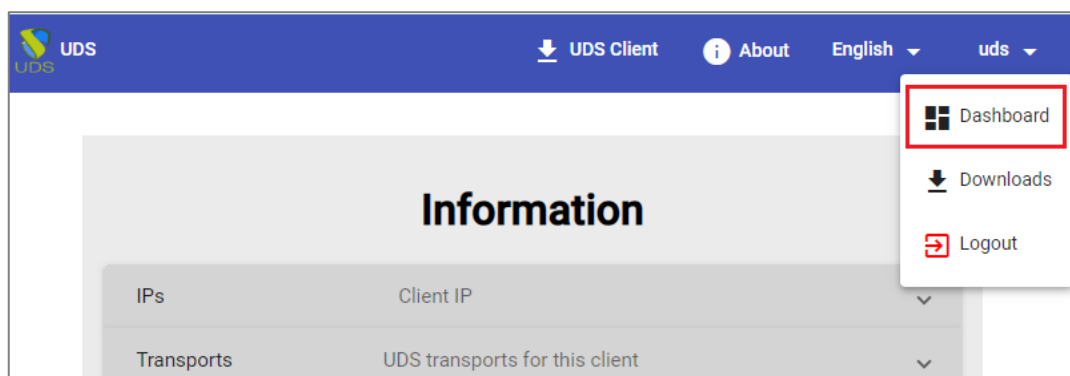 UDS UDS Client About English uds
UDS
Dashboard
Downloads
Logout
Information
IPs Client IP
Transports UDS transports for this client